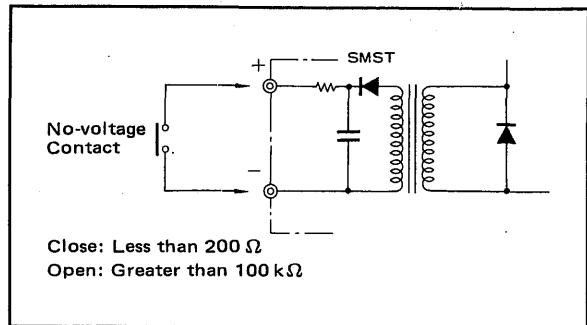 SMST
+
No-voltage
Contact
−
Close: Less than 200 Ω
Open: Greater than 100 kΩ